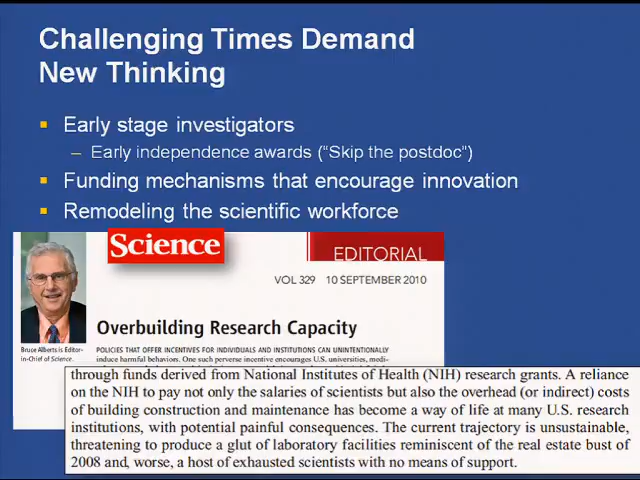 Challenging Times Demand
New Thinking
Early stage investigators
– Early independence awards (“Skip the postdoc”)
Funding mechanisms that encourage innovation
Remodeling the scientific workforce
Science
EDITORIAL
VOL 329 10 SEPTEMBER 2010
Overbuilding Research Capacity
Bruce Alberts is Editor-
in-Chief of Science.
POLICIES THAT OFFER INCENTIVES FOR INDIVIDUALS AND INSTITUTIONS CAN UNINTENTIONALLY
induce harmful behaviors. One such perverse incentive encourages U.S. universities, medi-
through funds derived from National Institutes of Health (NIH) research grants. A reliance
on the NIH to pay not only the salaries of scientists but also the overhead (or indirect) costs
of building construction and maintenance has become a way of life at many U.S. research
institutions, with potential painful consequences. The current trajectory is unsustainable,
threatening to produce a glut of laboratory facilities reminiscent of the real estate bust of
2008 and, worse, a host of exhausted scientists with no means of support.